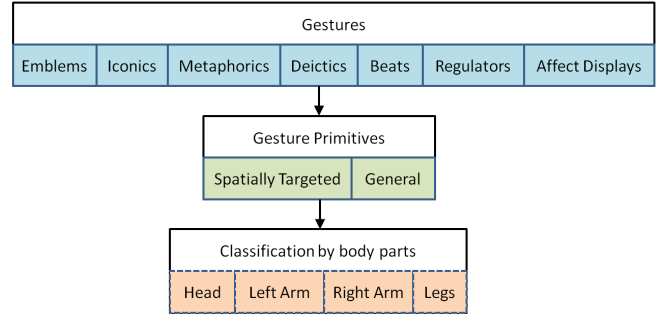 Gestures
Emblems Iconics Metaphorics Deictics Beats Regulators Affect Displays
Gesture Primitives
Spatially Targeted General
Classification by body parts
Head Left Arm Right Arm Legs